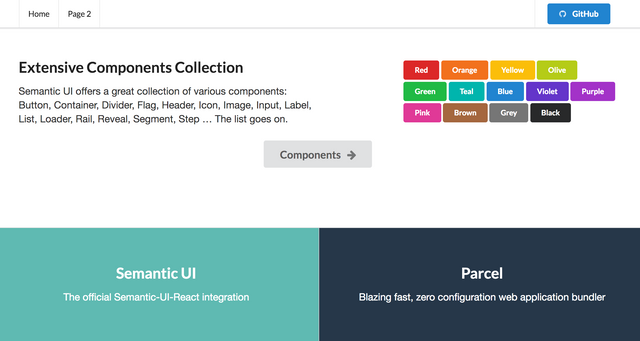 Home Page 2 GitHub
Extensive Components Collection
Semantic UI offers a great collection of various components:
Button, Container, Divider, Flag, Header, Icon, Image, Input, Label,
List, Loader, Rail, Reveal, Segment, Step … The list goes on.
Red Orange Yellow Olive
Green Teal Blue Violet Purple
Pink Brown Grey Black
Components
Semantic UI
The official Semantic-UI-React integration
Parcel
Blazing fast, zero configuration web application bundler